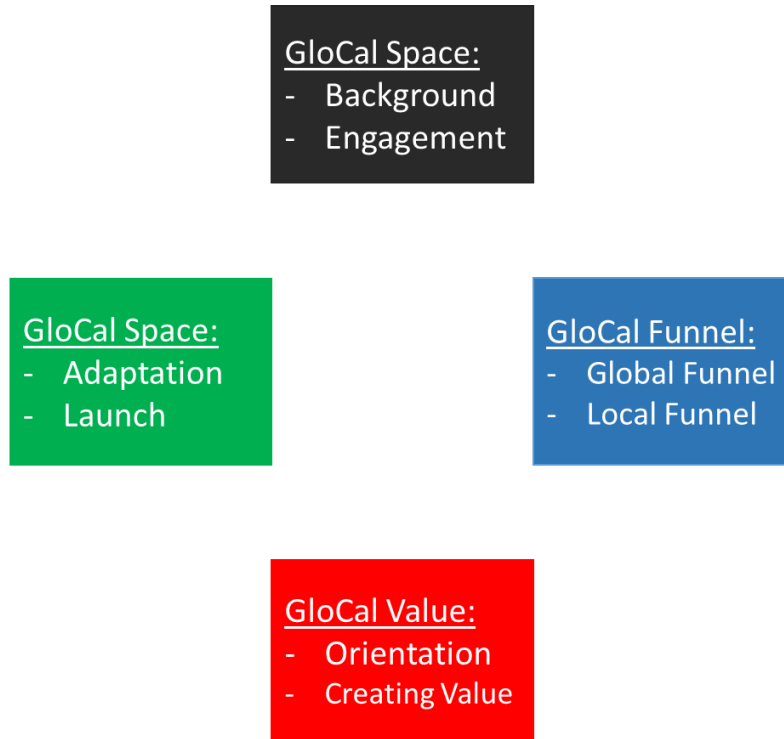 GloCal Space:
- Background
- Engagement
GloCal Space:
- Adaptation
- Launch
GloCal Funnel:
- Global Funnel
- Local Funnel
GloCal Value:
- Orientation
- Creating Value